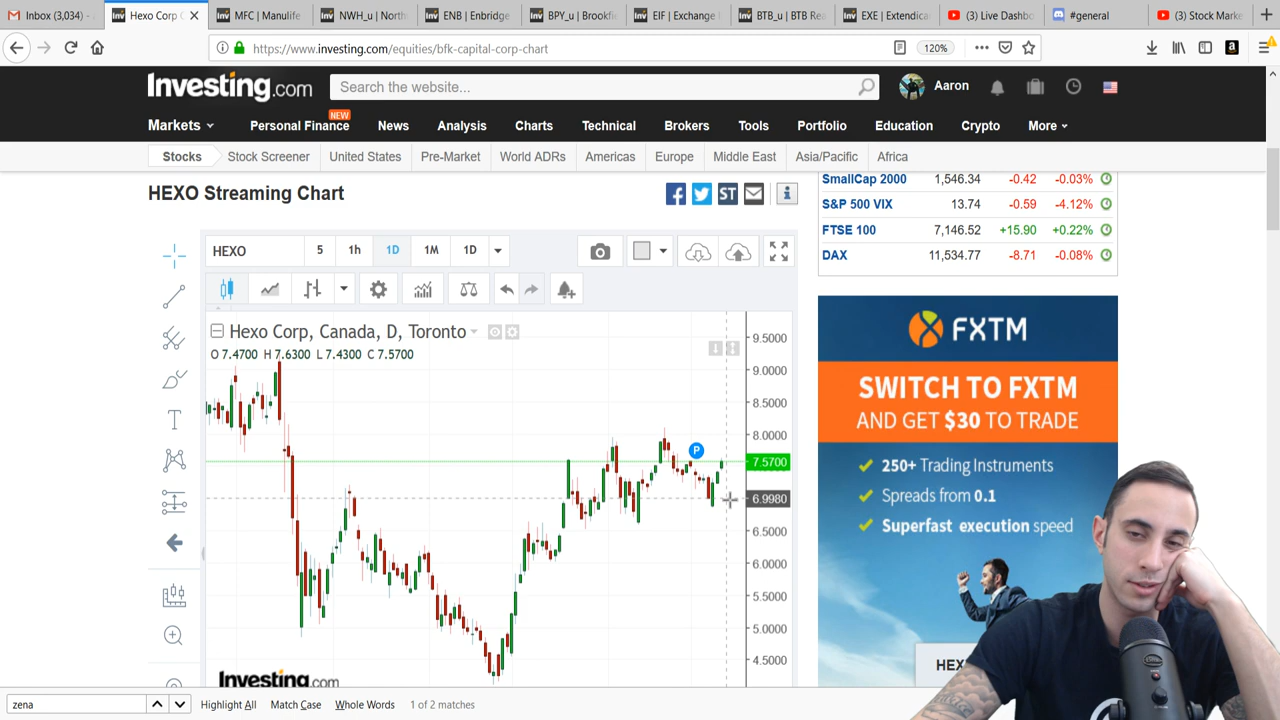 Inbox (3,034)
Hexo Corp C
MFC | Manulife
NWH_u | North
ENB | Enbridge
BPY_u | Brookfi
EIF | Exchange
BTB_u | BTB Rea
EXE | Extendica
(3) Live Dashbo
#general
(3) Stock Mark
https://www.investing.com/equities/bfk-capital-corp-chart
120%
Investing.com
Search the website...
Aaron
NEW
Markets
Personal Finance
News
Analysis
Charts
Technical
Brokers
Tools
Portfolio
Education
Crypto
More
Stocks
Stock Screener
United States
Pre-Market
World ADRs
Americas
Europe
Middle East
Asia/Pacific
Africa
HEXO Streaming Chart
ST
SmallCap 2000 1,546.34 -0.42 -0.03%
S&P 500 VIX 13.74 -0.59 -4.12%
FTSE 100 7,146.52 +15.90 +0.22%
DAX 11,534.77 -8.71 -0.08%
HEXO
5
1h
1D
1M
1D
Hexo Corp, Canada, D, Toronto
O 7.4700 H 7.6300 L 7.4300 C 7.5700
9.5000
9.0000
8.5000
8.0000
P
7.5700
6.9980
6.5000
6.0000
5.5000
5.0000
4.5000
Investing.com
FXTM
SWITCH TO FXTM
AND GET $30 TO TRADE
250+ Trading Instruments
Spreads from 0.1
Superfast execution speed
zena
Highlight All
Match Case
Whole Words
1 of 2 matches